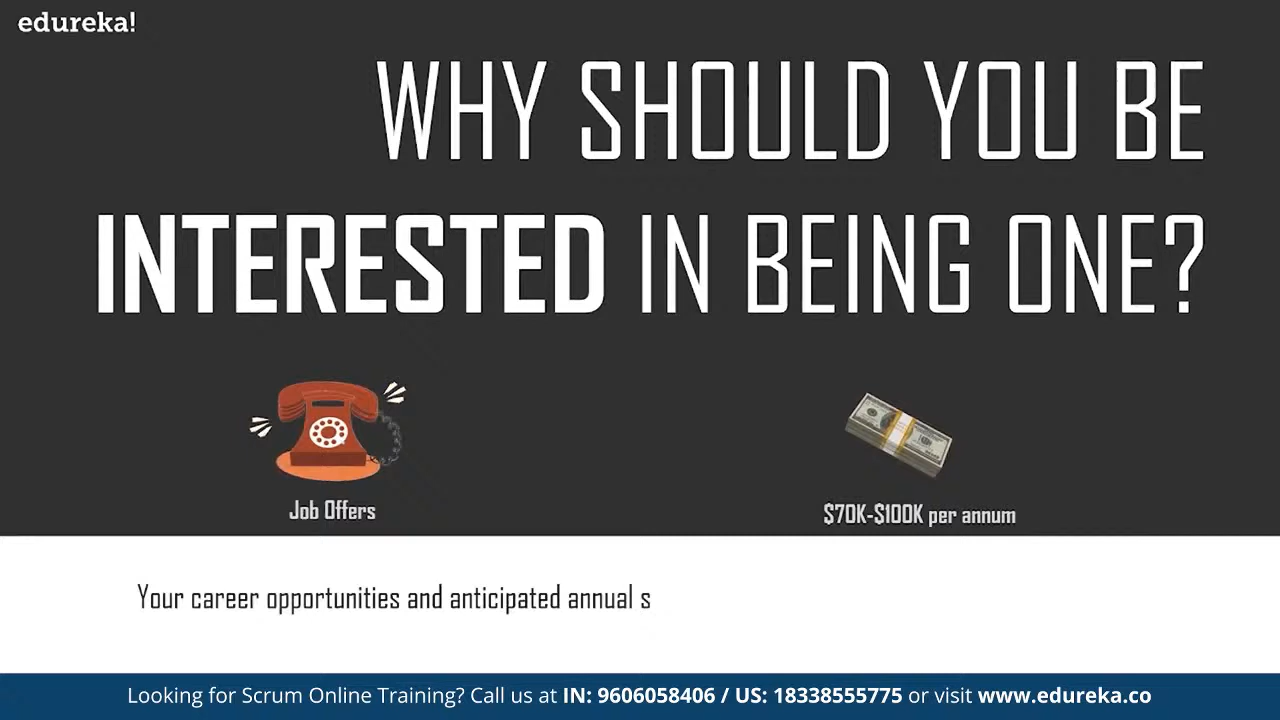 edureka!
WHY SHOULD YOU BE
INTERESTED IN BEING ONE?
Job Offers
$70K-$100K per annum
Your career opportunities and anticipated annual s
Looking for Scrum Online Training? Call us at IN: 9606058406 / US: 18338555775 or visit www.edureka.co